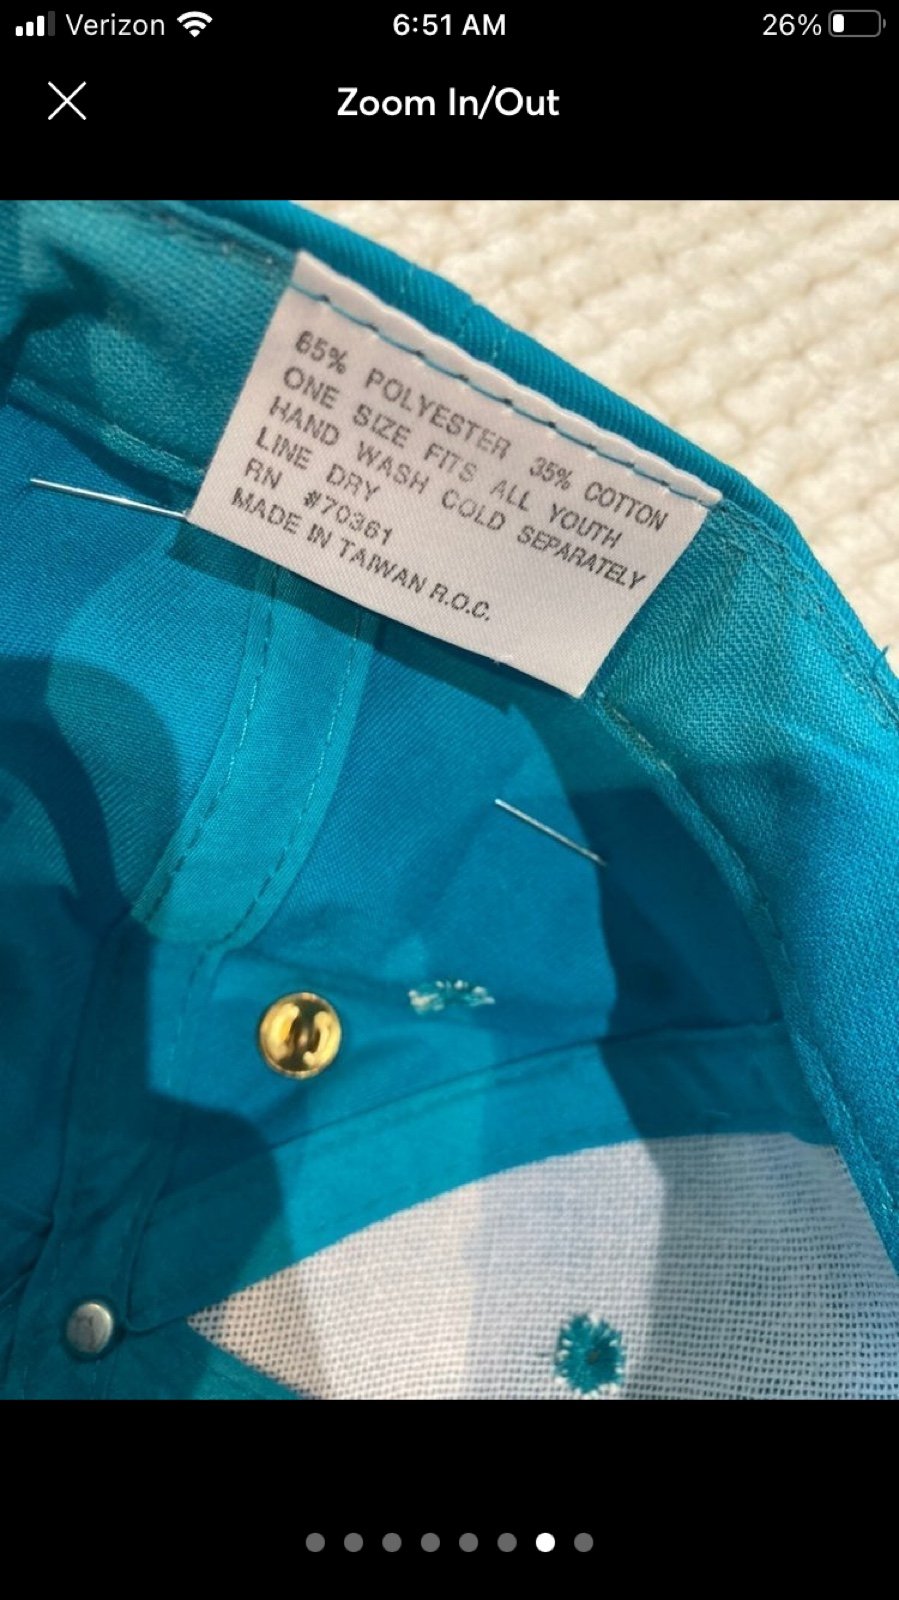 Verizon 6:51 AM 26%
Zoom In/Out
65% POLYESTER 35% COTTON
ONE SIZE FITS ALL YOUTH
HAND WASH COLD SEPARATELY
LINE DRY
RN #70361
MADE IN TAIWAN R.O.C.